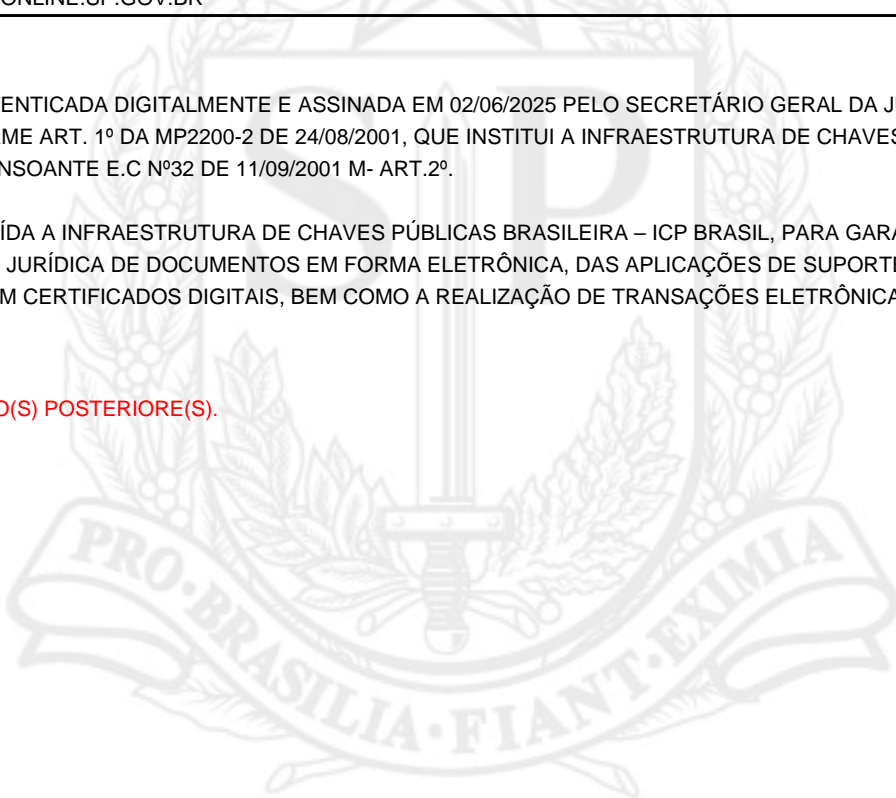 ONLINE.SP.GOV.BR
ENTICADA DIGITALMENTE E ASSINADA EM 02/06/2025 PELO SECRETÁRIO GERAL DA J
ME ART. 1º DA MP2200-2 DE 24/08/2001, QUE INSTITUI A INFRAESTRUTURA DE CHAVES
NSOANTE E.C Nº32 DE 11/09/2001 M- ART.2º.
ÍDA A INFRAESTRUTURA DE CHAVES PÚBLICAS BRASILEIRA – ICP BRASIL, PARA GARA
JURÍDICA DE DOCUMENTOS EM FORMA ELETRÔNICA, DAS APLICAÇÕES DE SUPORTE
M CERTIFICADOS DIGITAIS, BEM COMO A REALIZAÇÃO DE TRANSAÇÕES ELETRÔNICA
O(S) POSTERIORE(S).
SP
PRO·BRASILIA·FIANT·EXIMIA